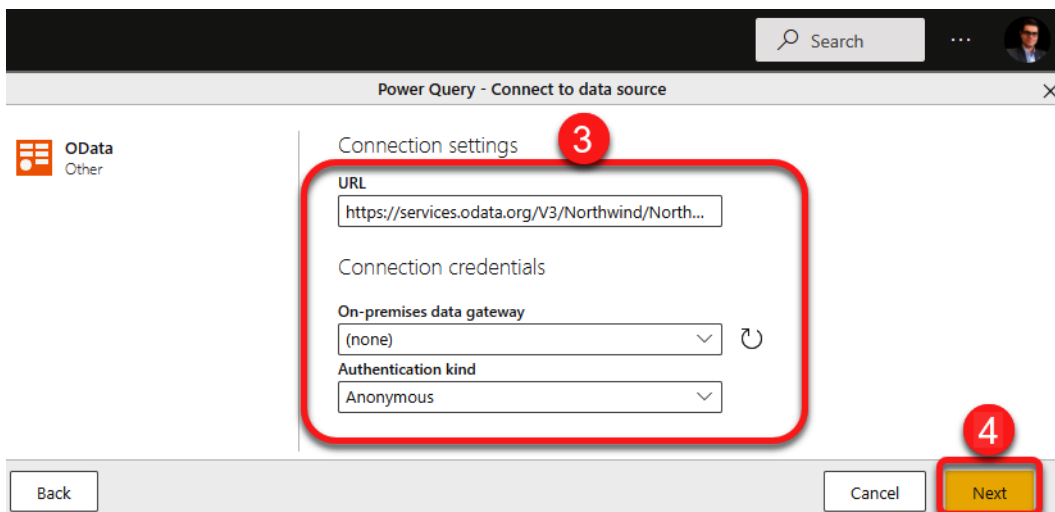 Search
...
Power Query - Connect to data source
OData
Other
Connection settings
3
URL
https://services.odata.org/V3/Northwind/North...
Connection credentials
On-premises data gateway
(none)
Authentication kind
Anonymous
4
Back
Cancel
Next